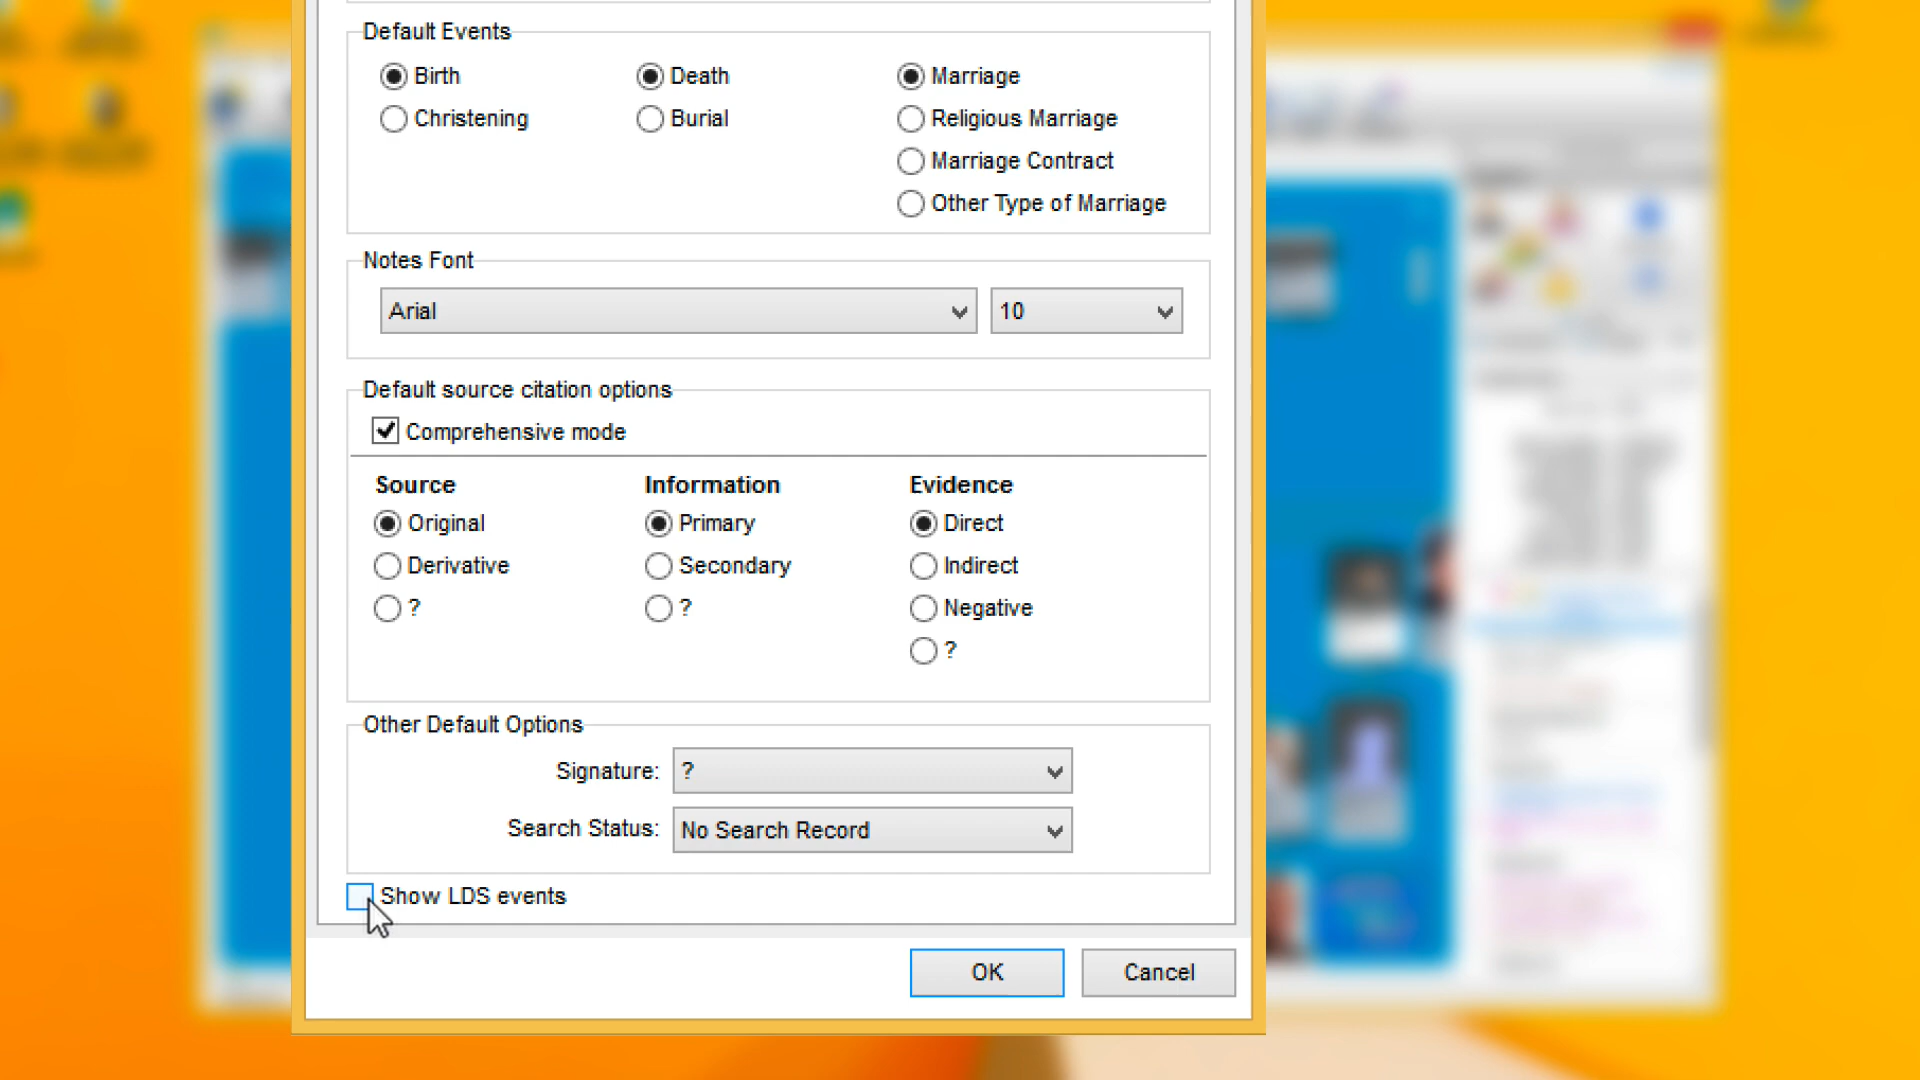 Default Events
Birth Death Marriage
Christening Burial Religious Marriage
Marriage Contract
Other Type of Marriage
Notes Font
Arial 10
Default source citation options
Comprehensive mode
Source Information Evidence
Original Primary Direct
Derivative Secondary Indirect
? ? Negative
?
Other Default Options
Signature: ?
Search Status: No Search Record
Show LDS events
OK Cancel